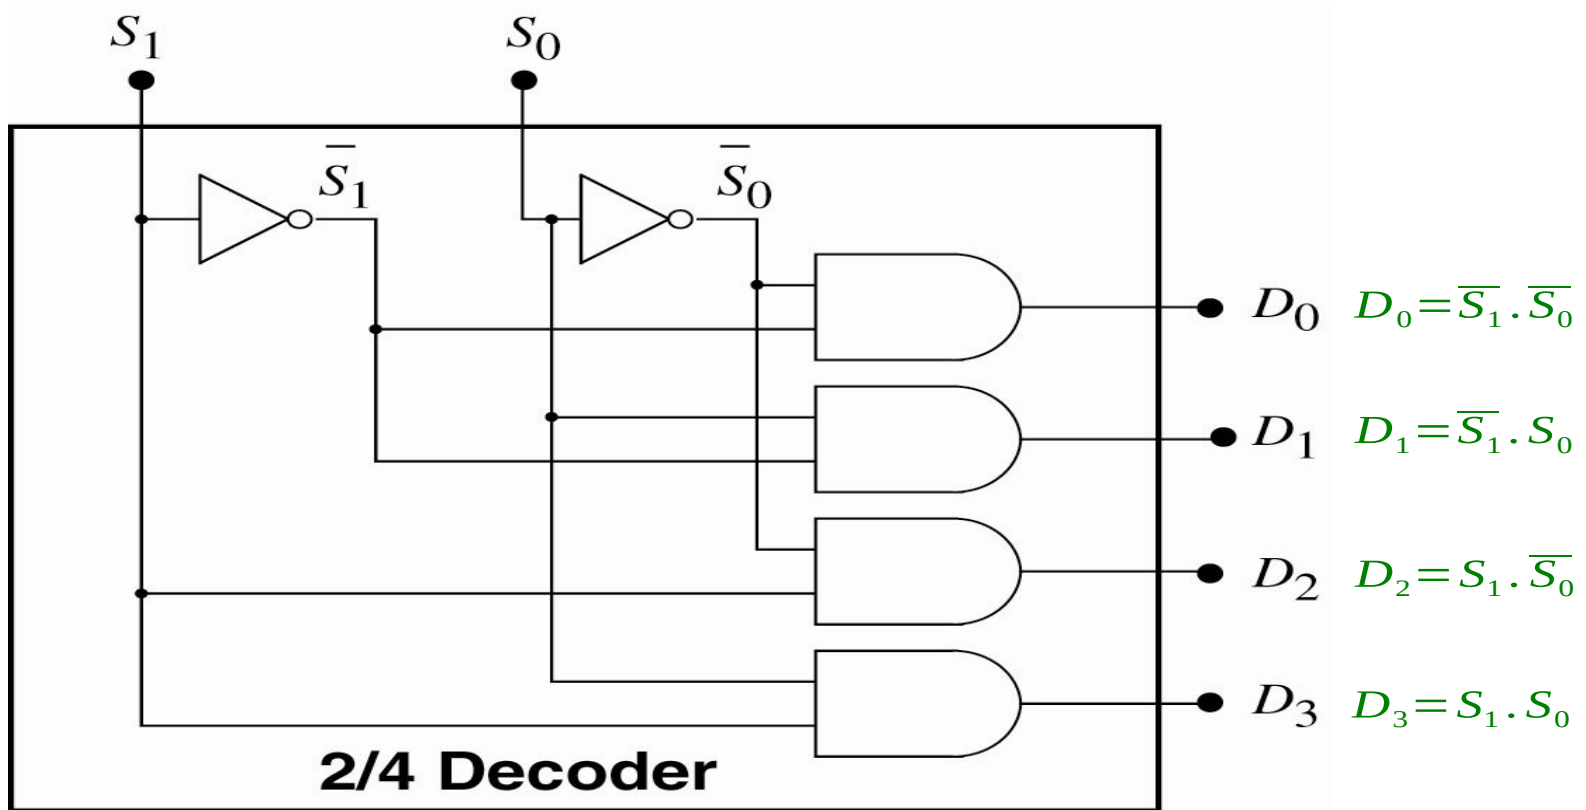 S₁ S₀
S̅₁ S̅₀
D₀ D₀ = S̅₁ . S̅₀
D₁ D₁ = S̅₁ . S₀
D₂ D₂ = S₁ . S̅₀
D₃ D₃ = S₁ . S₀
2/4 Decoder